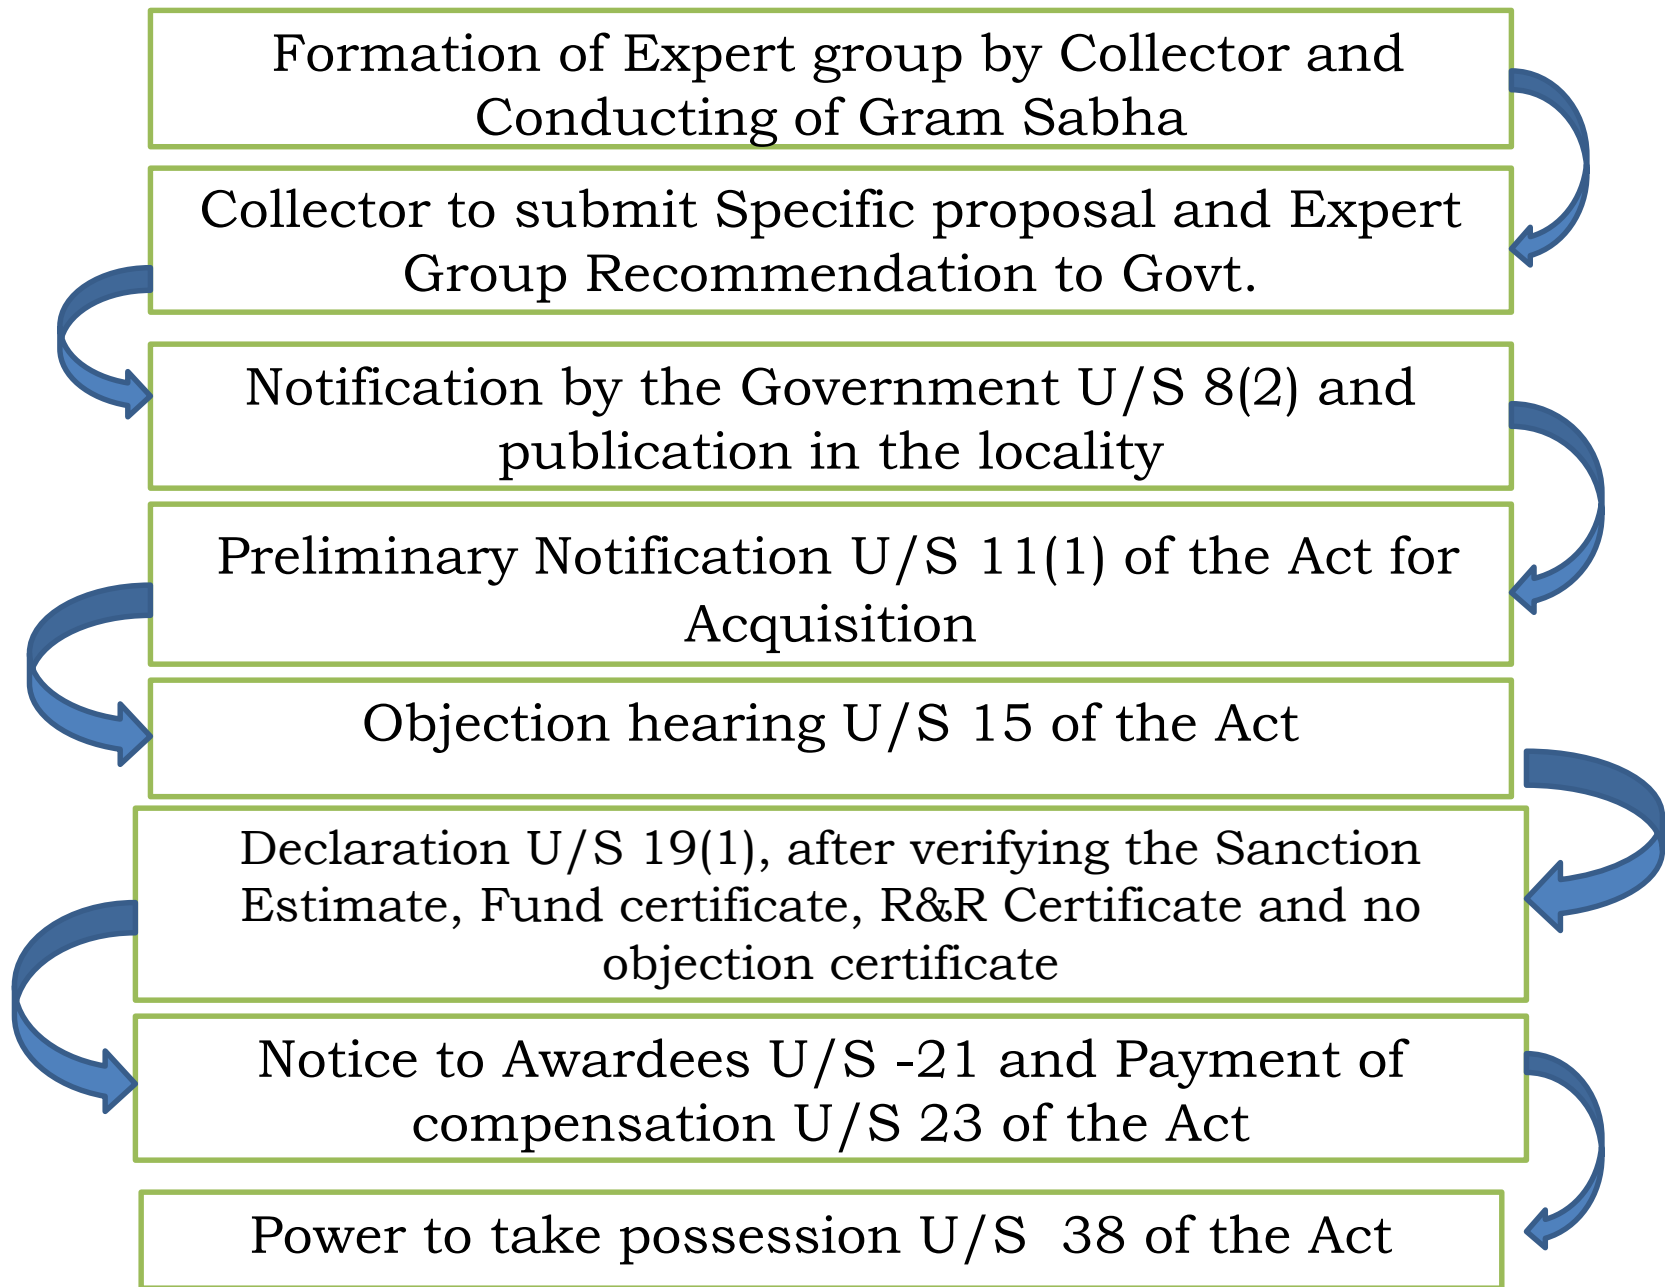 Formation of Expert group by Collector and
Conducting of Gram Sabha
Collector to submit Specific proposal and Expert
Group Recommendation to Govt.
Notification by the Government U/S 8(2) and
publication in the locality
Preliminary Notification U/S 11(1) of the Act for
Acquisition
Objection hearing U/S 15 of the Act
Declaration U/S 19(1), after verifying the Sanction
Estimate, Fund certificate, R&R Certificate and no
objection certificate
Notice to Awardees U/S -21 and Payment of
compensation U/S 23 of the Act
Power to take possession U/S  38 of the Act